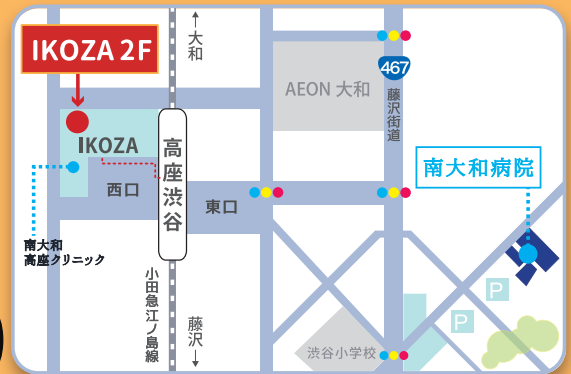 IKOZA 2F
←大和
467
AEON 大和
藤沢街道
IKOZA
高座渋谷
南大和病院
西口
東口
南大和
高座クリニック
小田急江ノ島線
藤沢→
P
P
渋谷小学校